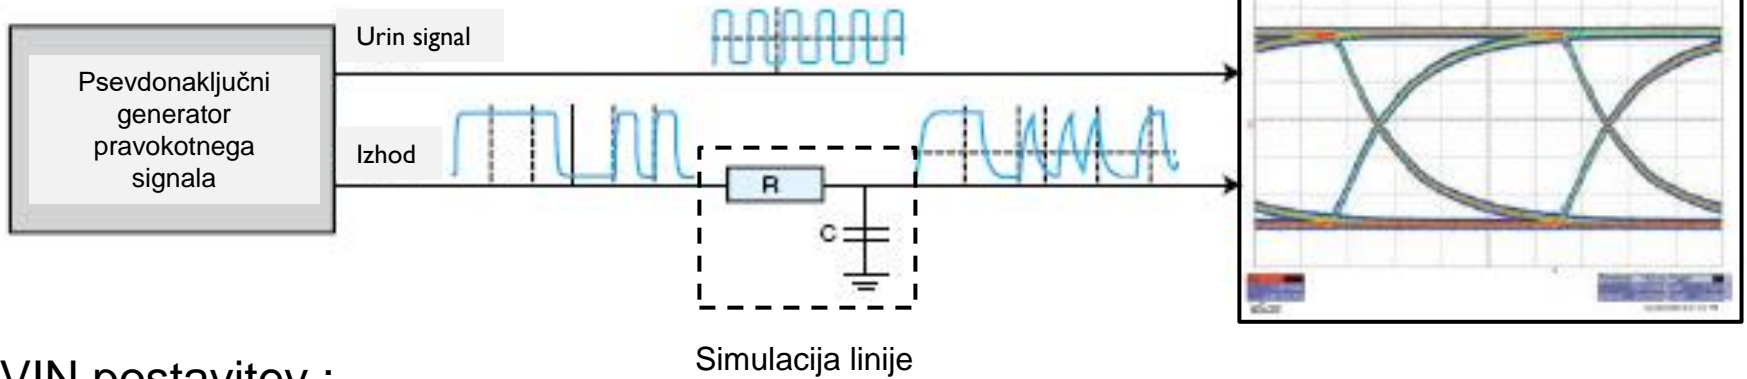 Urin signal
Psevdonaključni
generator
pravokotnega
signala
Izhod
R
C
Simulacija linije
VIN postavitev :